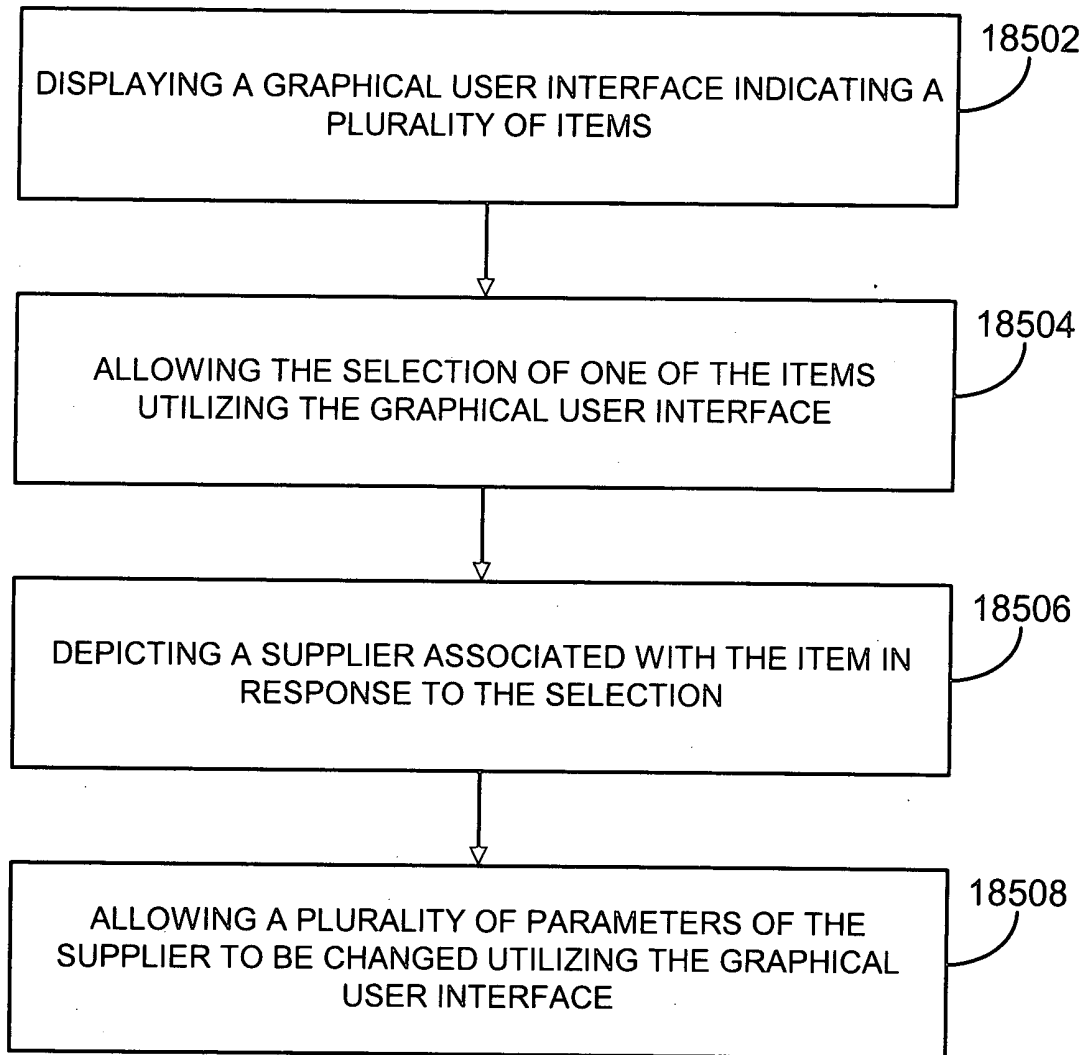 18502
DISPLAYING A GRAPHICAL USER INTERFACE INDICATING A
PLURALITY OF ITEMS
18504
ALLOWING THE SELECTION OF ONE OF THE ITEMS
UTILIZING THE GRAPHICAL USER INTERFACE
18506
DEPICTING A SUPPLIER ASSOCIATED WITH THE ITEM IN
RESPONSE TO THE SELECTION
18508
ALLOWING A PLURALITY OF PARAMETERS OF THE
SUPPLIER TO BE CHANGED UTILIZING THE GRAPHICAL
USER INTERFACE